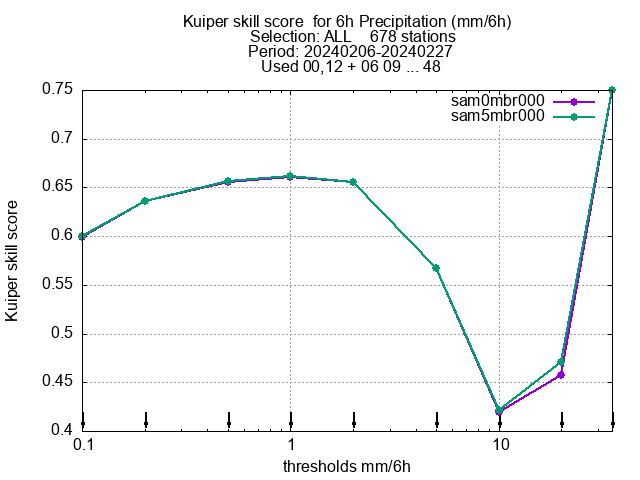 Kuiper skill score  for 6h Precipitation (mm/6h)
Selection: ALL    678 stations
Period: 20240206-20240227
Used 00,12 + 06 09 ... 48
sam0mbr000
sam5mbr000
0.75
0.7
0.65
0.6
0.55
0.5
0.45
0.4
Kuiper skill score
0.1
1
10
thresholds mm/6h